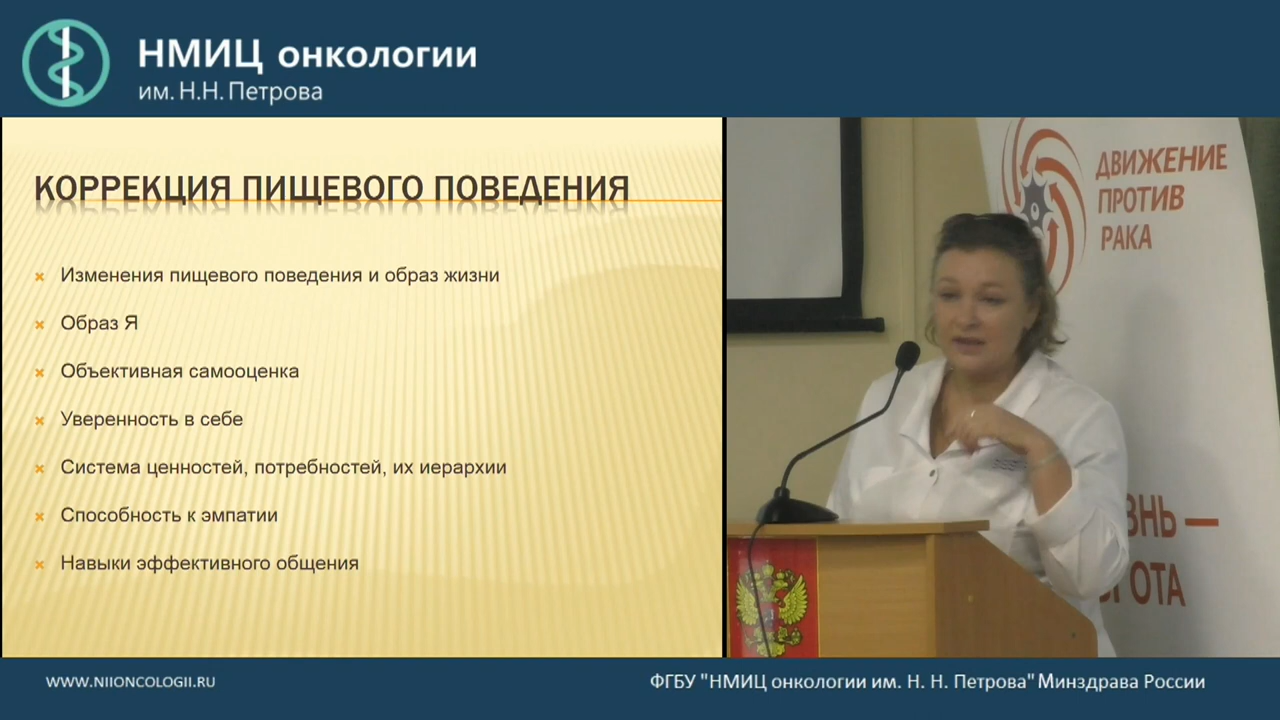 НМИЦ онкологии
им. Н.Н. Петрова
КОРРЕКЦИЯ ПИЩЕВОГО ПОВЕДЕНИЯ
Изменения пищевого поведения и образ жизни
Образ Я
Объективная самооценка
Уверенность в себе
Система ценностей, потребностей, их иерархии
Способность к эмпатии
Навыки эффективного общения
ДВИЖЕНИЕ
ПРОТИВ
РАКА
ЗНЬ —
ОТА
WWW.NIIONCOLOGII.RU
ФГБУ "НМИЦ онкологии им. Н. Н. Петрова" Минздрава России